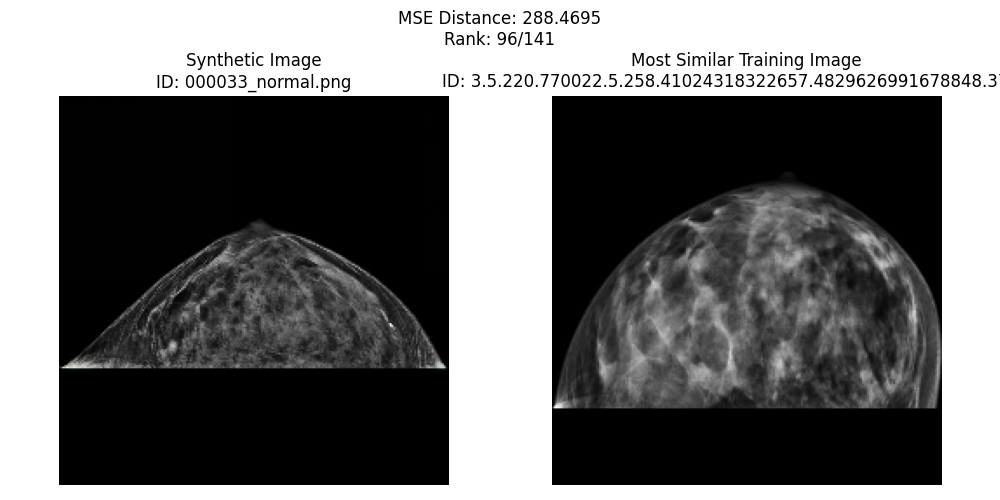 MSE Distance: 288.4695
Rank: 96/141
Synthetic Image
ID: 000033_normal.png
Most Similar Training Image
ID: 3.5.220.770022.5.258.41024318322657.4829626991678848.3